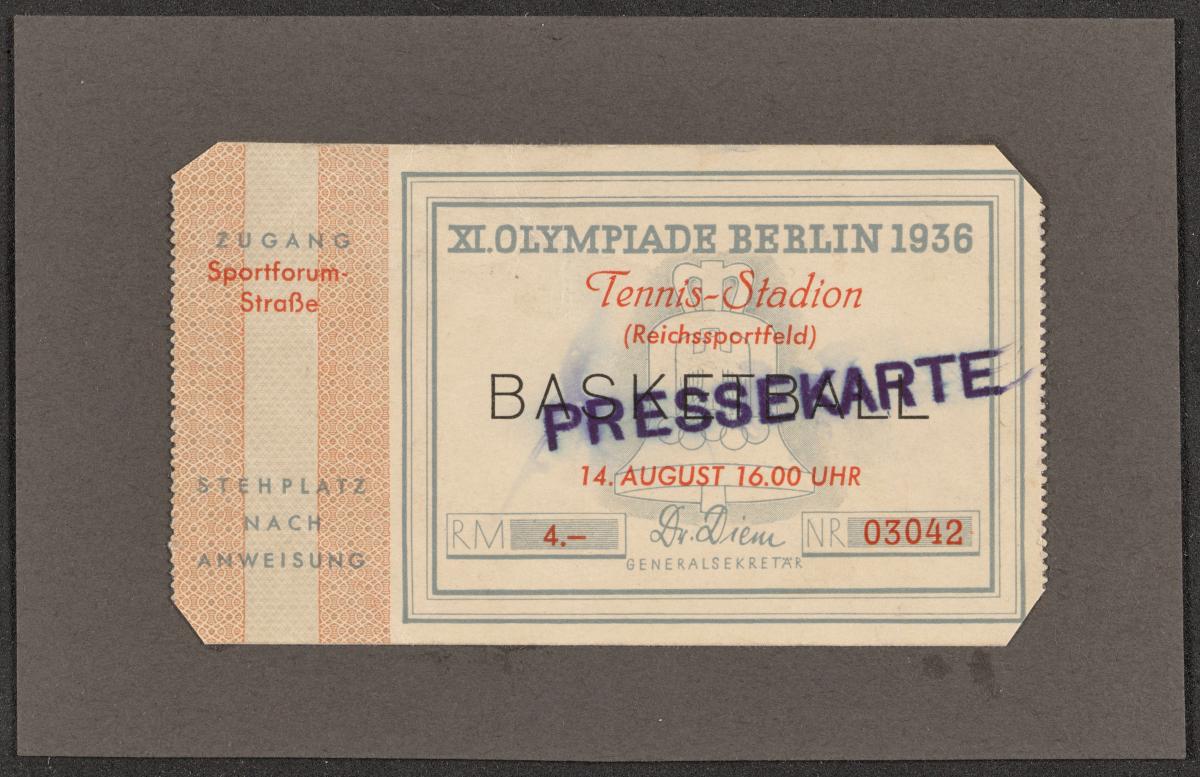 ZUGANG
Sportforum-
Straße
STEHPLATZ
NACH
ANWEISUNG
XI. OLYMPIADE BERLIN 1936
Tennis-Stadion
(Reichssportfeld)
BASKETBALL
PRESSEKARTE
14. AUGUST 16.00 UHR
RM 4.—
Dr. Diem
GENERALSEKRETÄR
NR 03042